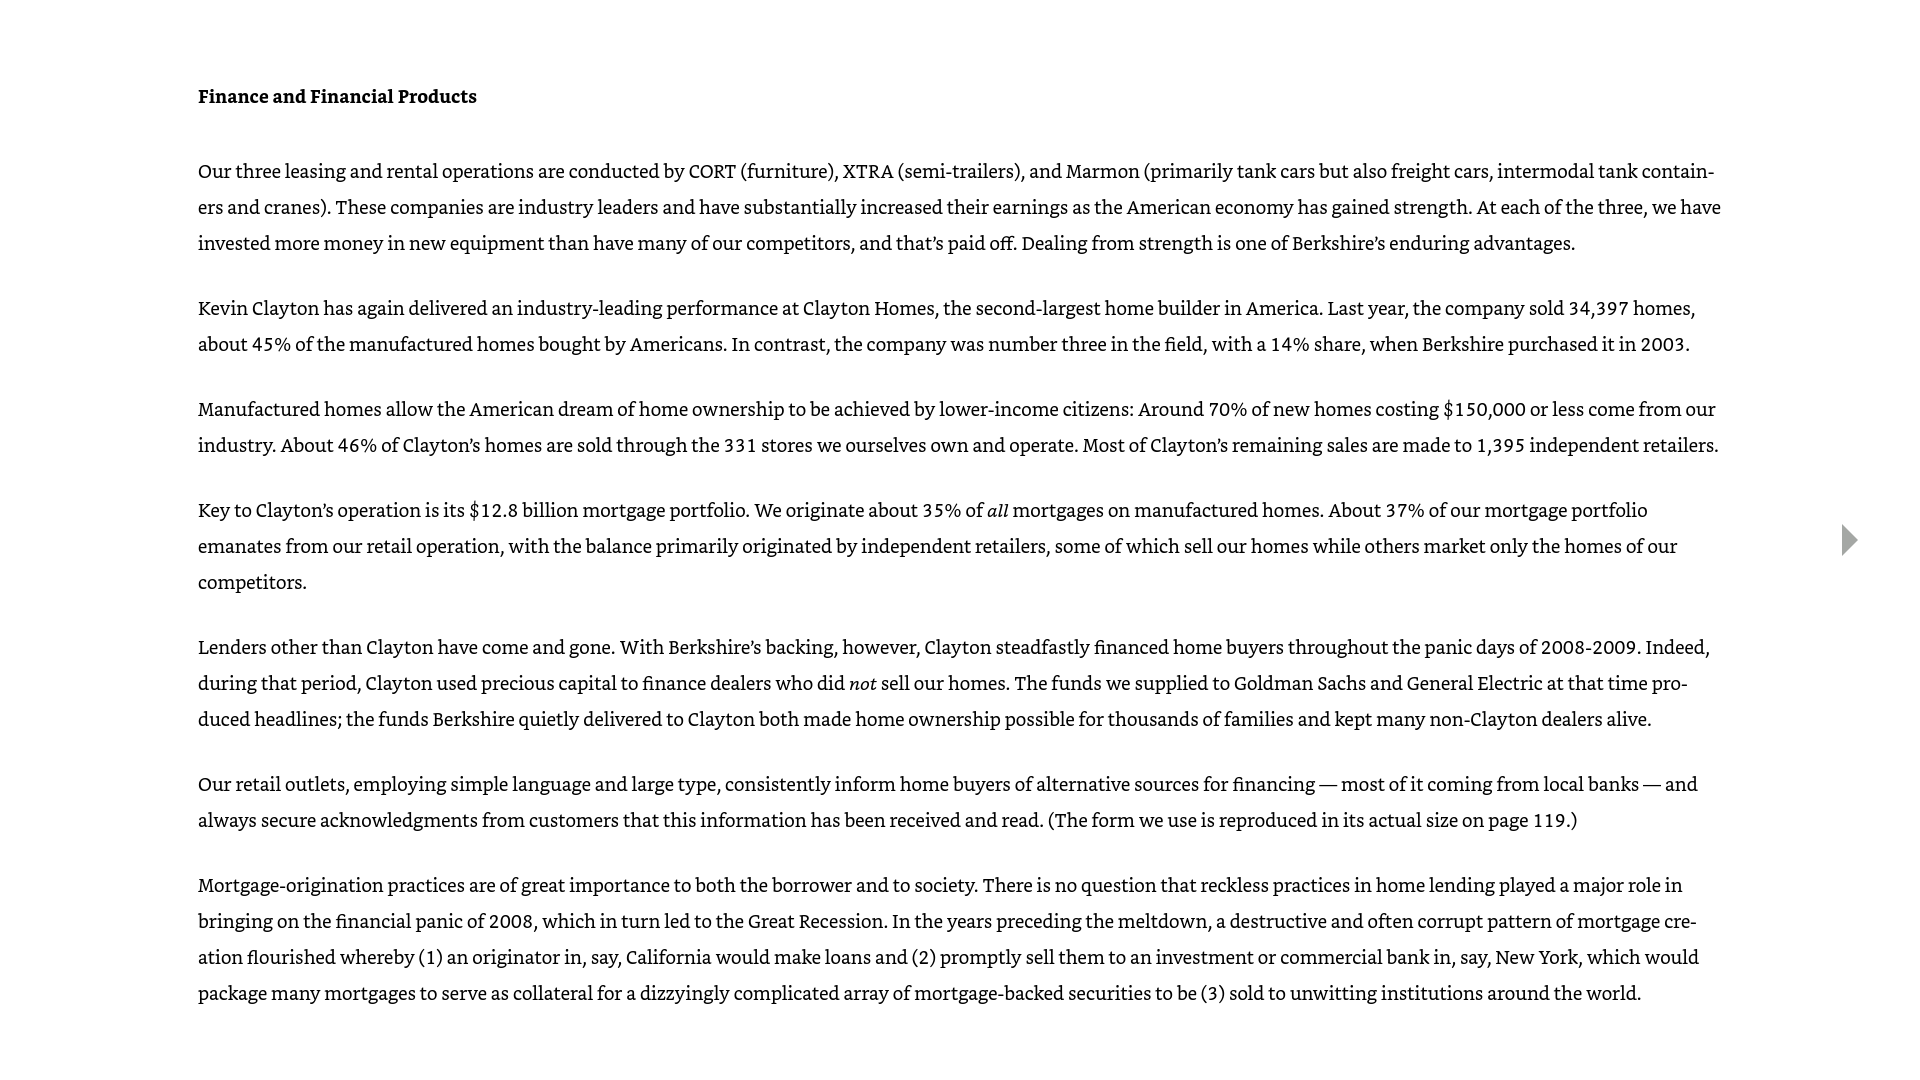 Finance and Financial Products
Our three leasing and rental operations are conducted by CORT (furniture), XTRA (semi-trailers), and Marmon (primarily tank cars but also freight cars, intermodal tank contain-
ers and cranes). These companies are industry leaders and have substantially increased their earnings as the American economy has gained strength. At each of the three, we have
invested more money in new equipment than have many of our competitors, and that’s paid off. Dealing from strength is one of Berkshire’s enduring advantages.
Kevin Clayton has again delivered an industry-leading performance at Clayton Homes, the second-largest home builder in America. Last year, the company sold 34,397 homes,
about 45% of the manufactured homes bought by Americans. In contrast, the company was number three in the field, with a 14% share, when Berkshire purchased it in 2003.
Manufactured homes allow the American dream of home ownership to be achieved by lower-income citizens: Around 70% of new homes costing $150,000 or less come from our
industry. About 46% of Clayton’s homes are sold through the 331 stores we ourselves own and operate. Most of Clayton’s remaining sales are made to 1,395 independent retailers.
Key to Clayton’s operation is its $12.8 billion mortgage portfolio. We originate about 35% of all mortgages on manufactured homes. About 37% of our mortgage portfolio
emanates from our retail operation, with the balance primarily originated by independent retailers, some of which sell our homes while others market only the homes of our
competitors.
Lenders other than Clayton have come and gone. With Berkshire’s backing, however, Clayton steadfastly financed home buyers throughout the panic days of 2008-2009. Indeed,
during that period, Clayton used precious capital to finance dealers who did not sell our homes. The funds we supplied to Goldman Sachs and General Electric at that time pro-
duced headlines; the funds Berkshire quietly delivered to Clayton both made home ownership possible for thousands of families and kept many non-Clayton dealers alive.
Our retail outlets, employing simple language and large type, consistently inform home buyers of alternative sources for financing — most of it coming from local banks — and
always secure acknowledgments from customers that this information has been received and read. (The form we use is reproduced in its actual size on page 119.)
Mortgage-origination practices are of great importance to both the borrower and to society. There is no question that reckless practices in home lending played a major role in
bringing on the financial panic of 2008, which in turn led to the Great Recession. In the years preceding the meltdown, a destructive and often corrupt pattern of mortgage cre-
ation flourished whereby (1) an originator in, say, California would make loans and (2) promptly sell them to an investment or commercial bank in, say, New York, which would
package many mortgages to serve as collateral for a dizzyingly complicated array of mortgage-backed securities to be (3) sold to unwitting institutions around the world.